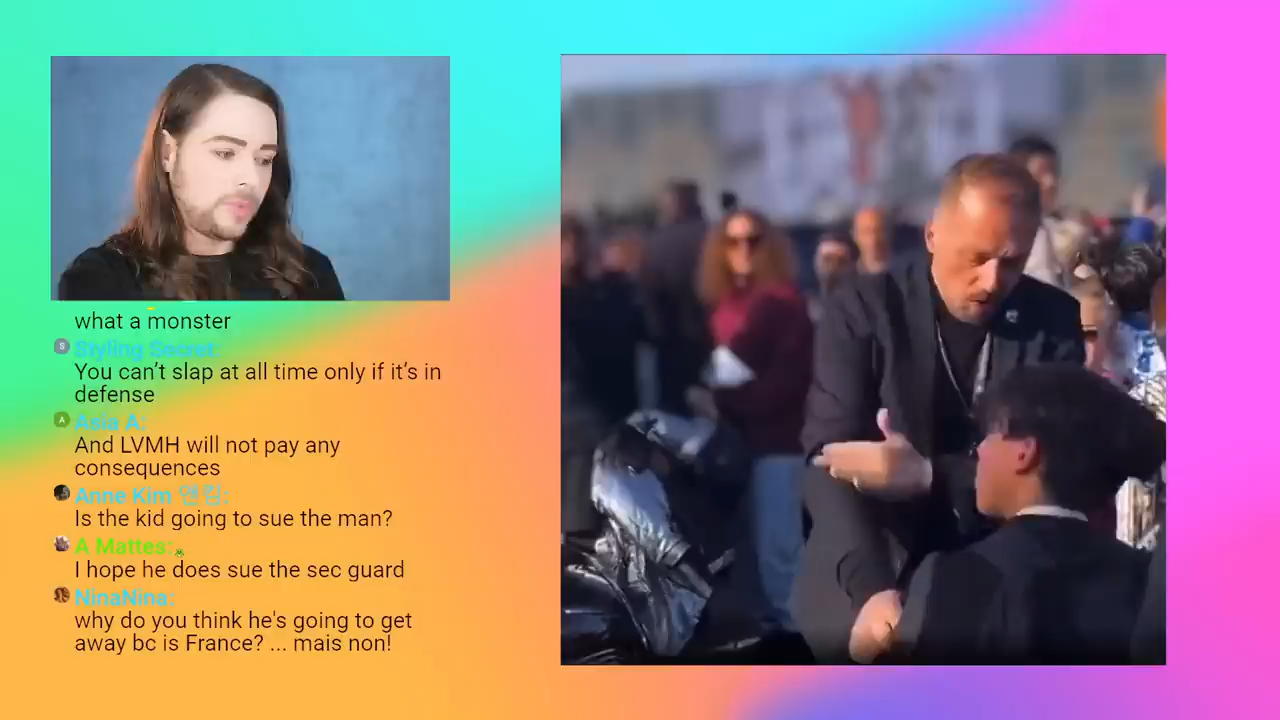 what a monster
S
Styling Secret:
You can't slap at all time only if it's in
defense
A
Asia A:
And LVMH will not pay any
consequences
Anne Kim 앤킴:
Is the kid going to sue the man?
A Mattes:
I hope he does sue the sec guard
NinaNina:
why do you think he's going to get
away bc is France? ... mais non!